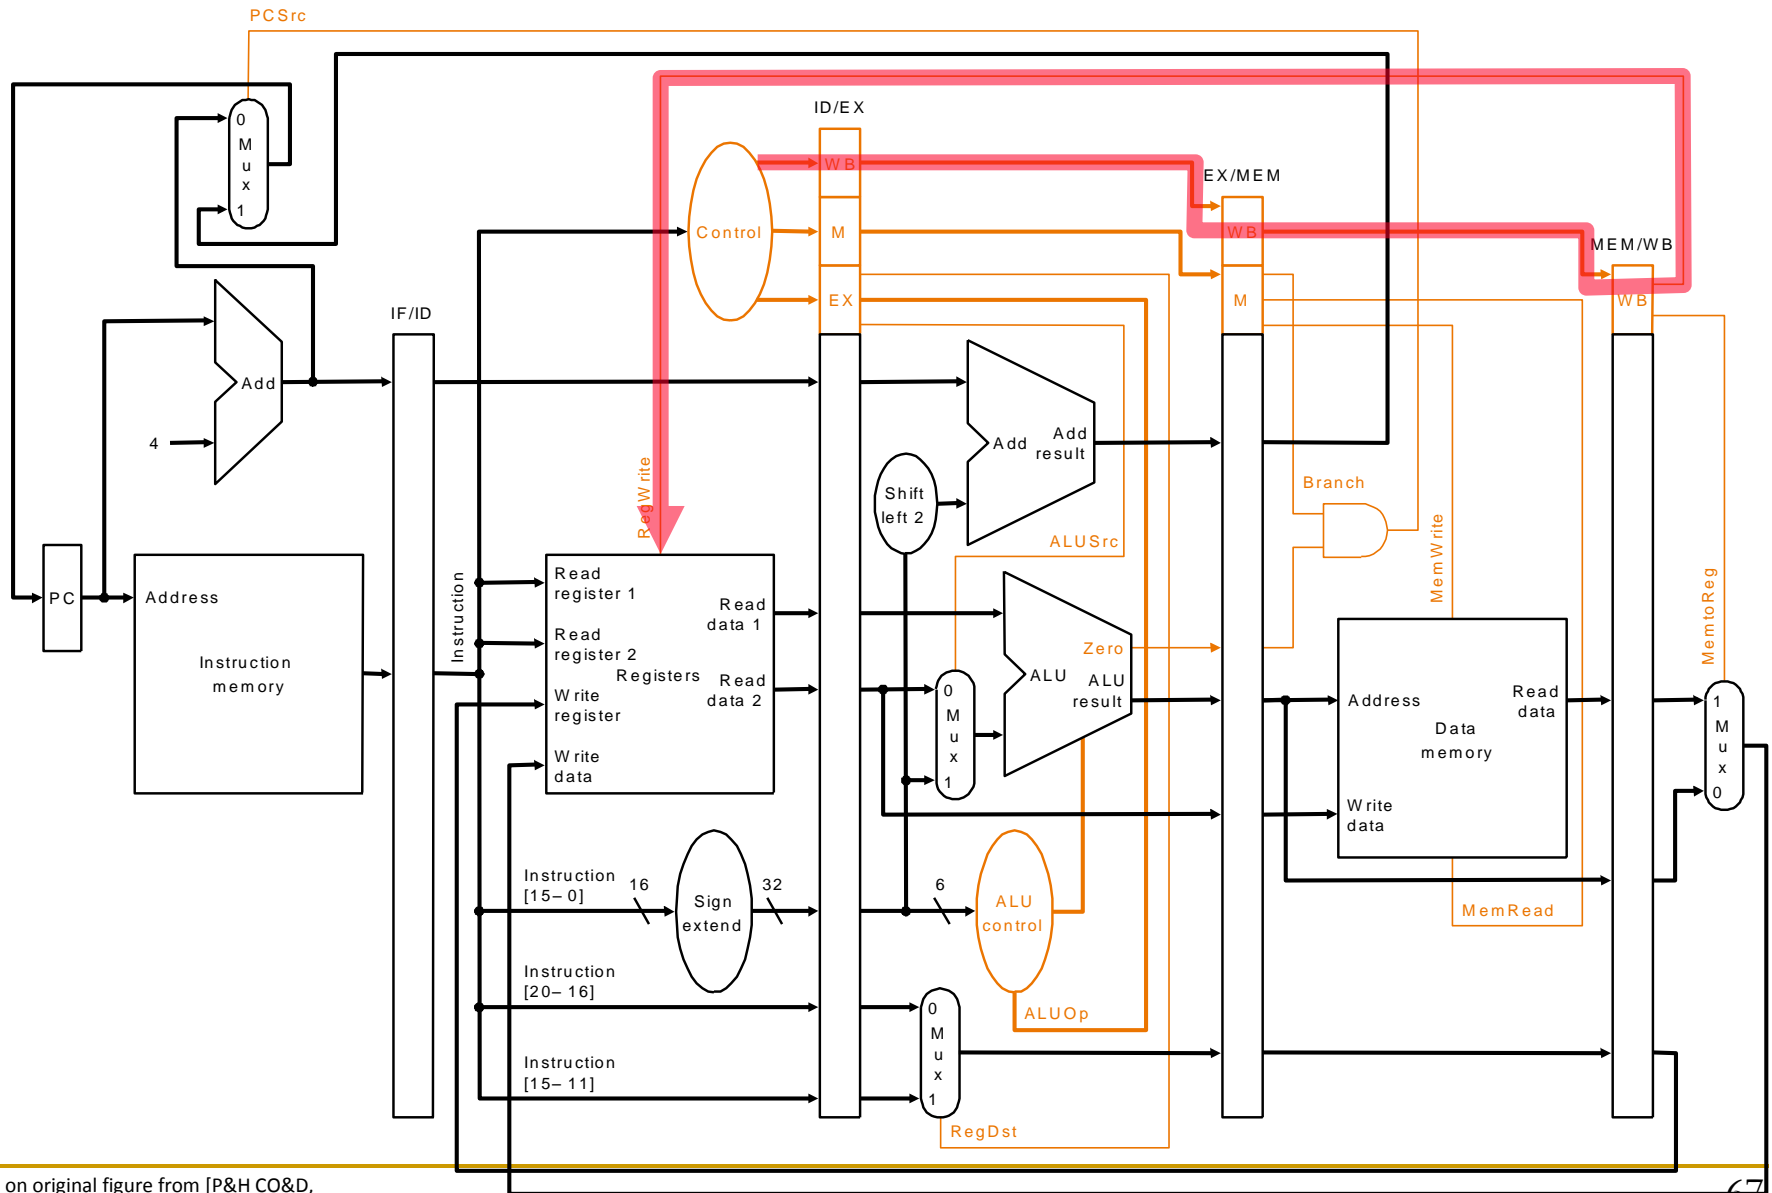 PCSrc
ID/EX
0
M
u
x
1
WB
EX/MEM
Control
M
WB
MEM/WB
EX
M
WB
IF/ID
Add
4
Add
Add
result
RegWrite
Shift
left 2
Branch
ALUSrc
MemWrite
MemtoReg
PC
Address
Instruction
memory
Instruction
Read
register 1
Read
register 2
Registers
Write
register
Write
data
Read
data 1
Read
data 2
0
M
u
x
1
Zero
ALU
ALU
result
Address
Read
data
Data
memory
Write
data
1
M
u
x
0
Instruction
[15–0]
16
Sign
extend
32
6
ALU
control
MemRead
Instruction
[20–16]
0
M
u
x
1
ALUOp
Instruction
[15–11]
RegDst
on original figure from [P&H CO&D,
67